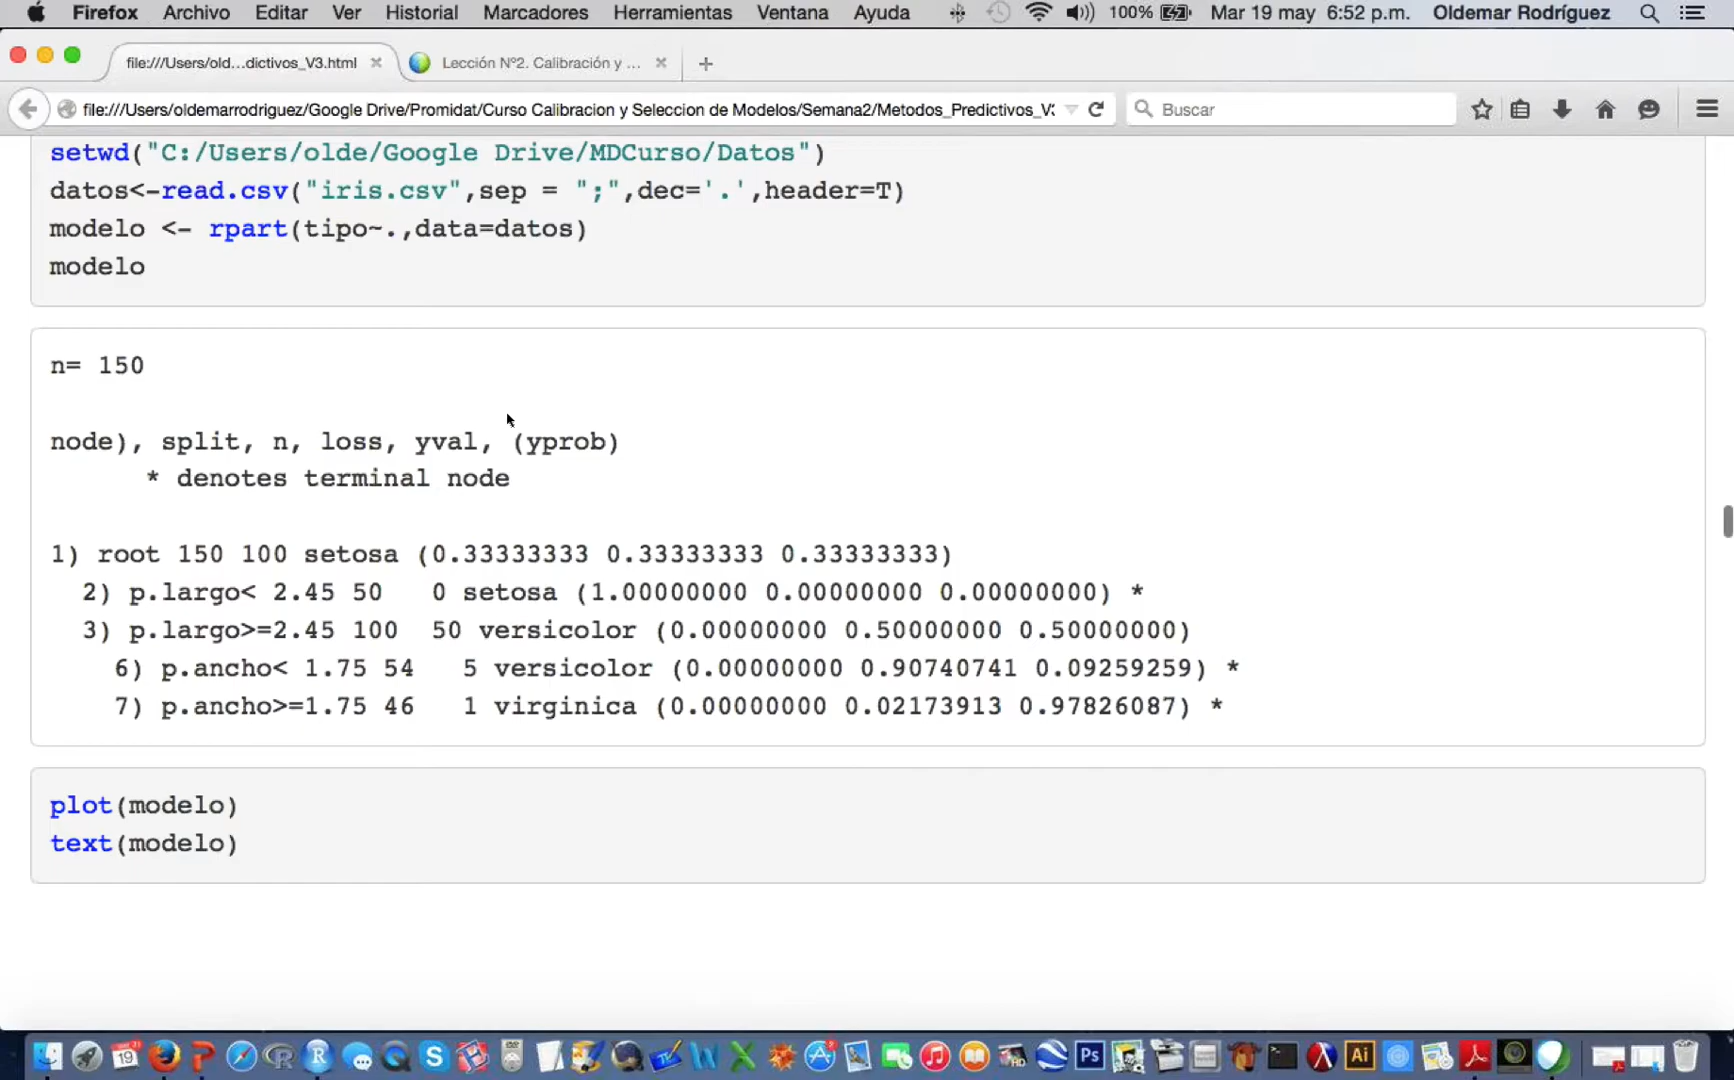 Firefox Archivo Editar Ver Historial Marcadores Herramientas Ventana Ayuda 100% Mar 19 may 6:52 p.m. Oldemar Rodríguez
file:///Users/old...dictivos_V3.html Lección Nº2. Calibración y ...
file:///Users/oldemarrodriguez/Google Drive/Promidat/Curso Calibracion y Seleccion de Modelos/Semana2/Metodos_Predictivos_V: Buscar
setwd("C:/Users/olde/Google Drive/MDCurso/Datos")
datos<-read.csv("iris.csv",sep = ";",dec='.',header=T)
modelo <- rpart(tipo~.,data=datos)
modelo
n= 150
node), split, n, loss, yval, (yprob)
* denotes terminal node
1) root 150 100 setosa (0.33333333 0.33333333 0.33333333)
2) p.largo< 2.45 50 0 setosa (1.00000000 0.00000000 0.00000000) *
3) p.largo>=2.45 100 50 versicolor (0.00000000 0.50000000 0.50000000)
6) p.ancho< 1.75 54 5 versicolor (0.00000000 0.90740741 0.09259259) *
7) p.ancho>=1.75 46 1 virginica (0.00000000 0.02173913 0.97826087) *
plot(modelo)
text(modelo)
19 Ps Ai